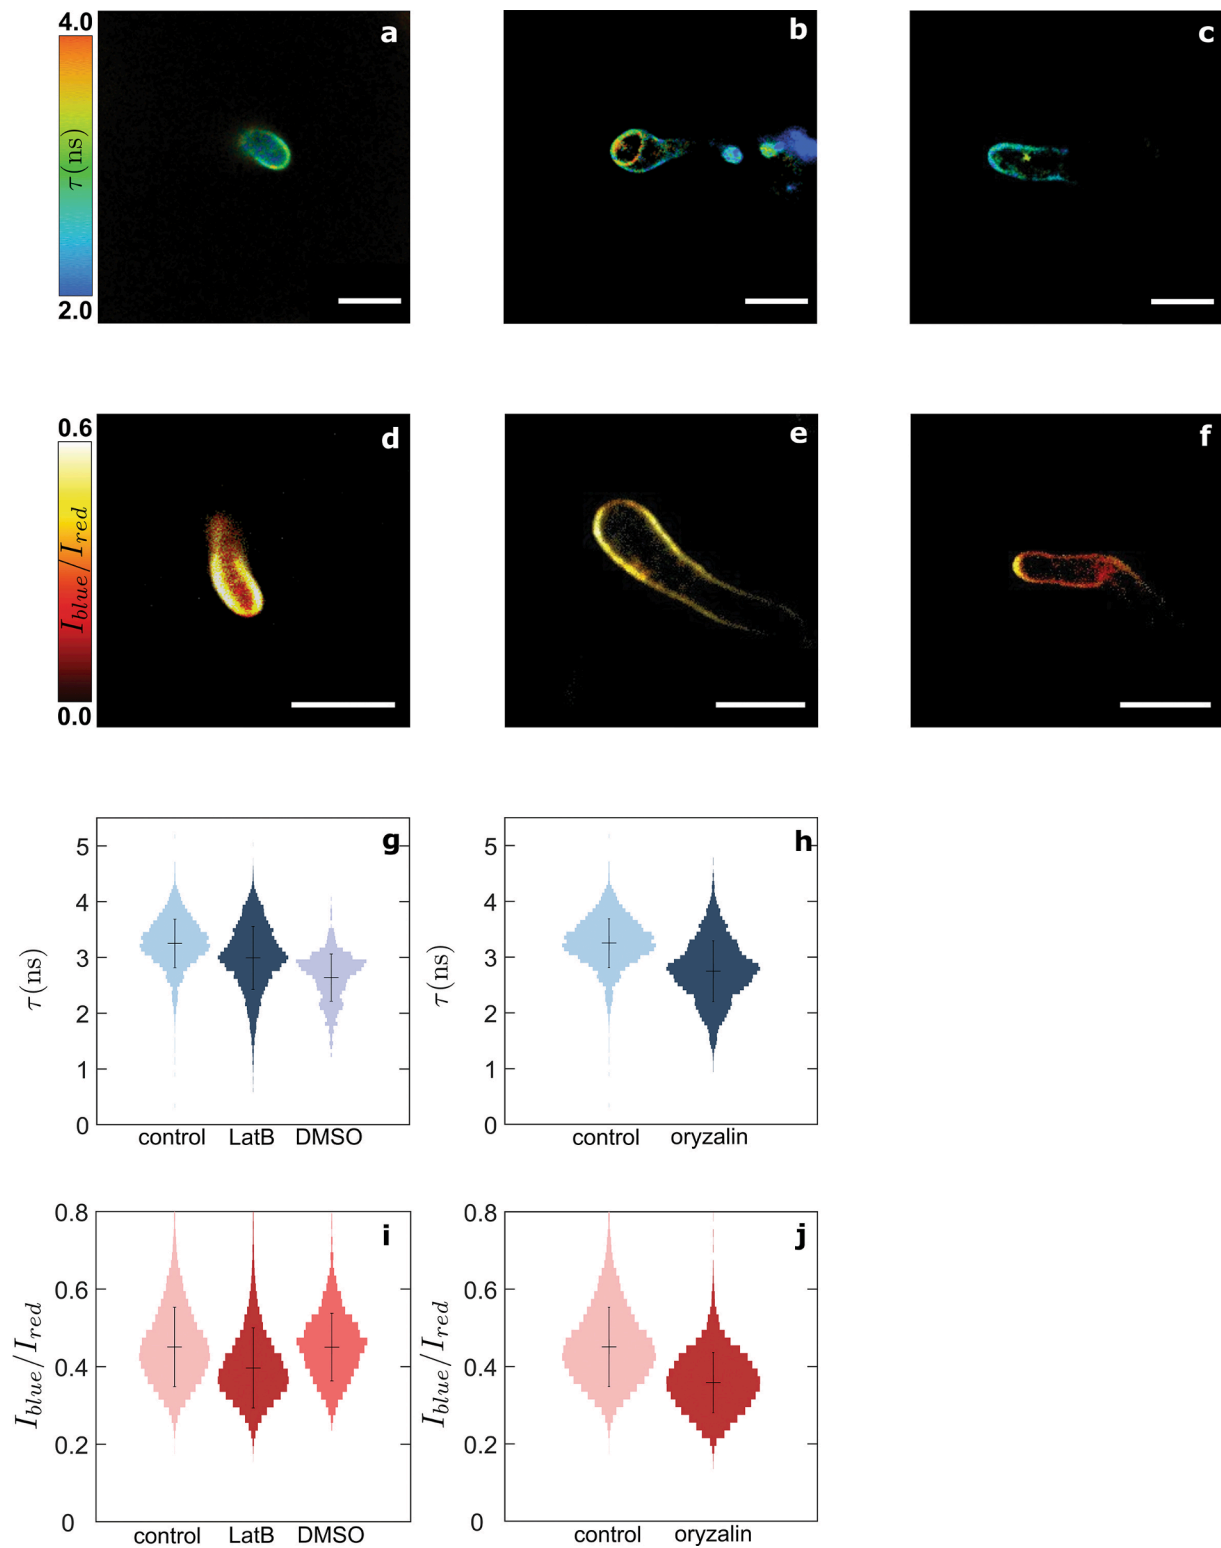 4.0
τ(ns)
2.0
a
b
c
0.6
I_blue/I_red
0.0
d
e
f
g
5
4
3
2
1
0
τ(ns)
control LatB DMSO
h
5
4
3
2
1
0
τ(ns)
control oryzalin
i
0.8
0.6
0.4
0.2
0
I_blue/I_red
control LatB DMSO
j
0.8
0.6
0.4
0.2
0
I_blue/I_red
control oryzalin